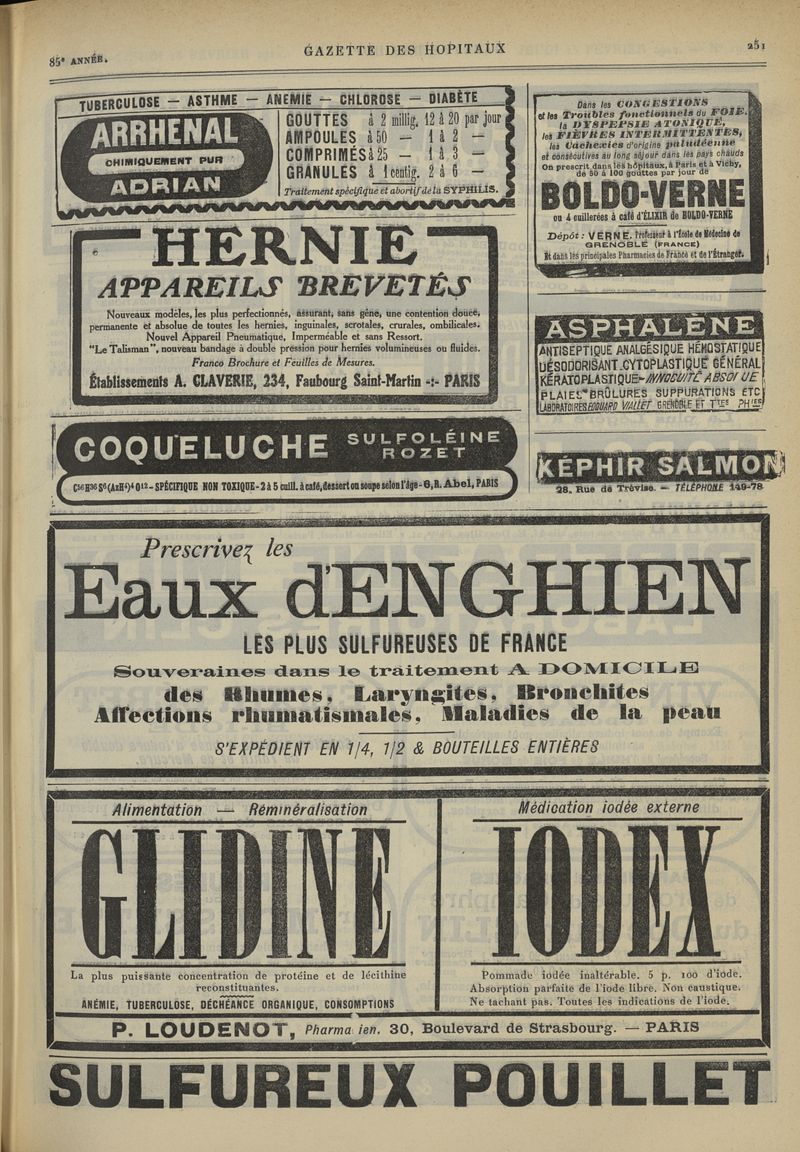 85e ANNÉE.
GAZETTE DES HOPITAUX
251
TUBERCULOSE — ASTHME — ANEMIE — CHLOROSE — DIABÈTE
ARRHENAL
CHIMIQUEMENT PUR
ADRIAN
GOUTTES à 2 millig. 12 à 20 par jour
AMPOULES à 50 — 1 à 2 —
COMPRIMÉS à 25 — 1 à 3 —
GRANULES à 1 centig. 2 à 6 —
Traitement spécifique et abortif de la SYPHILIS.
HERNIE
APPAREILS BREVETÉS
Nouveaux modèles, les plus perfectionnés, assurant, sans gêne, une contention douce,
permanente et absolue de toutes les hernies, inguinales, scrotales, crurales, ombilicales.
Nouvel Appareil Pneumatique, Imperméable et sans Ressort.
"Le Talisman", nouveau bandage à double pression pour hernies volumineuses ou fluides.
Franco Brochure et Feuilles de Mesures.
Établissements A. CLAVERIE, 234, Faubourg Saint-Martin -:- PARIS
COQUELUCHE
SULFOLÉINE
ROZET
C56H36S6(AzH4)4O12 - SPÉCIFIQUE NON TOXIQUE - 2 à 5 cuill. à café, dessert ou soupe selon l'âge - 6, R. Abel, PARIS
Dans les CONGESTIONS
et les Troubles fonctionnels du FOIE,
la DYSPEPSIE ATONIQUE,
les FIÈVRES INTERMITTENTES,
les Cachexies d'origine paludéenne
et consécutives au long séjour dans les pays chauds
On prescrit dans les hôpitaux, à Paris et à Vichy,
de 50 à 100 gouttes par jour de
BOLDO-VERNE
ou 4 cuillerées à café d'ÉLIXIR de BOLDO-VERNE
Dépôt : VERNE, Professeur à l'École de Médecine de
GRENOBLE (FRANCE)
Et dans les principales Pharmacies de France et de l'Étranger.
ASPHALÈNE
ANTISEPTIQUE ANALGÉSIQUE HÉMOSTATIQUE
DÉSODORISANT CYTOPLASTIQUE GÉNÉRAL
KÉRATOPLASTIQUE - INNOCUITÉ ABSOLUE
PLAIES BRÛLURES SUPPURATIONS ETC
LABORATOIRES EDOUARD VIALLET GRENOBLE ET TTES PHIES
KÉPHIR SALMON
28, Rue de Trévise. — TÉLÉPHONE 149-78
Prescrivez les
Eaux d'ENGHIEN
LES PLUS SULFUREUSES DE FRANCE
Souveraines dans le traitement A DOMICILE
des Rhumes, Laryngites, Bronchites
Affections rhumatismales, Maladies de la peau
S'EXPÉDIENT EN 1/4, 1/2 & BOUTEILLES ENTIÈRES
Alimentation — Reminéralisation
GLIDINE
La plus puissante concentration de protéine et de lécithine
reconstituantes.
ANÉMIE, TUBERCULOSE, DÉCHÉANCE ORGANIQUE, CONSOMPTIONS
Médication iodée externe
IODEX
Pommade iodée inaltérable. 5 p. 100 d'iode.
Absorption parfaite de l'iode libre. Non caustique.
Ne tachant pas. Toutes les indications de l'iode.
P. LOUDENOT, Pharma ien, 30, Boulevard de Strasbourg. — PARIS
SULFUREUX POUILLET